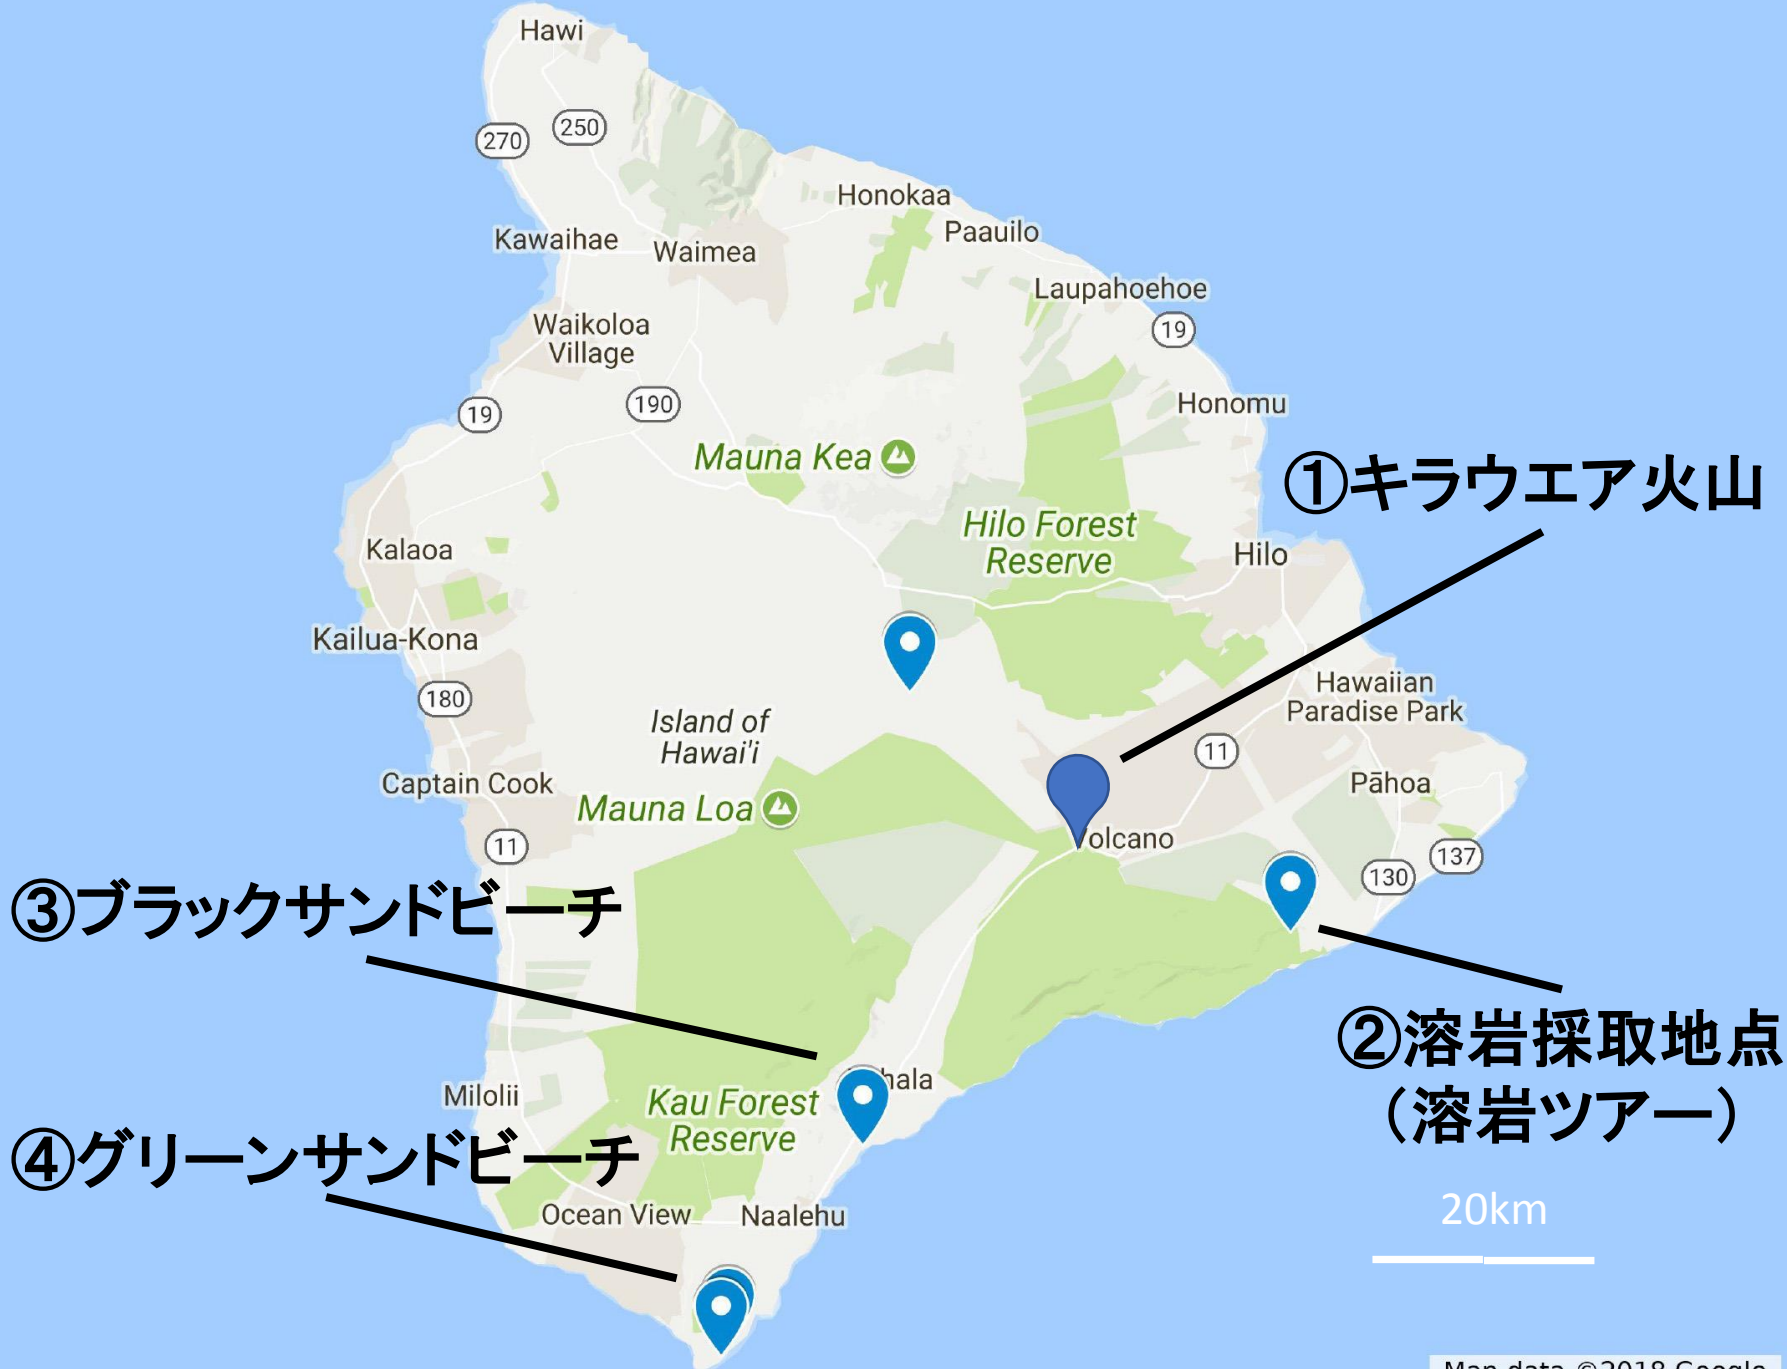 Hawi
250
270
Honokaa
Paauilo
Kawaihae
Waimea
Laupahoehoe
19
Waikoloa
Village
190
19
Honomu
Mauna Kea
①キラウエア火山
Hilo Forest
Reserve
Kalaoa
Hilo
Kailua-Kona
180
Hawaiian
Paradise Park
Island of
Hawai'i
11
Captain Cook
Pāhoa
Mauna Loa
olcano
11
137
130
③ブラックサンドビーチ
②溶岩採取地点
（溶岩ツアー）
hala
Milolii
Kau Forest
Reserve
④グリーンサンドビーチ
20km
Ocean View
Naalehu
Map data ©2018 Google